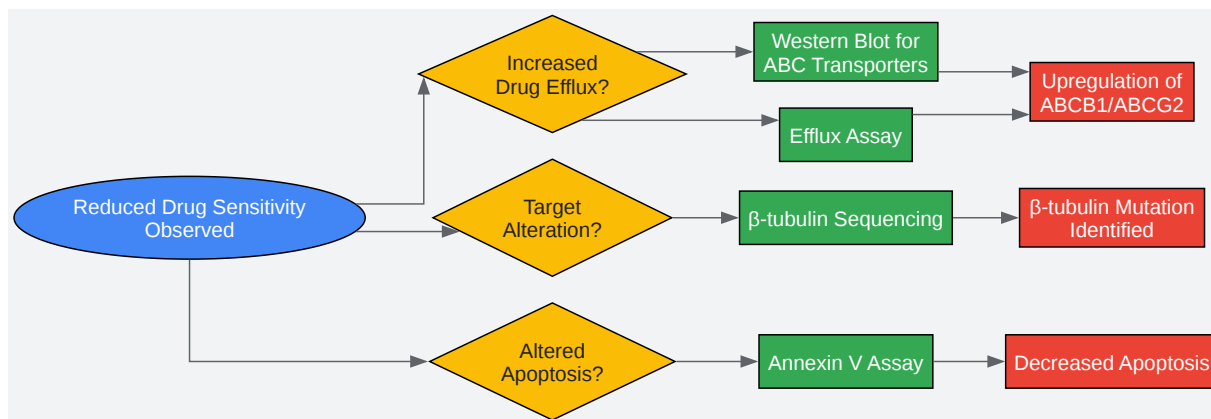 Reduced Drug Sensitivity
Observed
Increased
Drug Efflux?
Western Blot for
ABC Transporters
Efflux Assay
Upregulation of
ABCB1/ABCG2
Target
Alteration?
β-tubulin Sequencing
β-tubulin Mutation
Identified
Altered
Apoptosis?
Annexin V Assay
Decreased Apoptosis